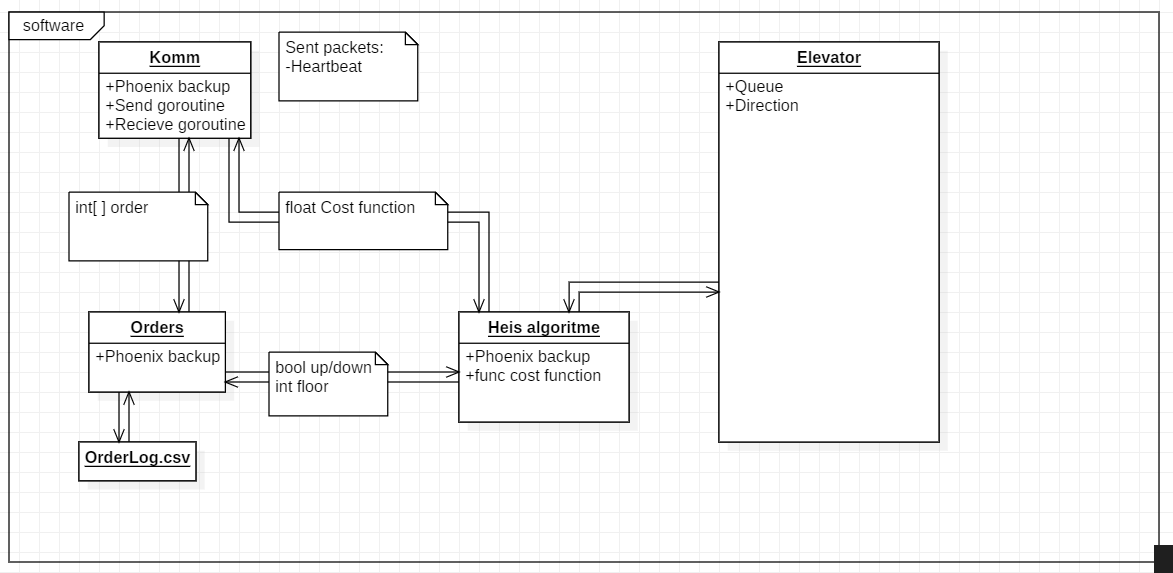 software
Komm
+Phoenix backup
+Send goroutine
+Recieve goroutine
Sent packets:
-Heartbeat
Elevator
+Queue
+Direction
int[ ] order
float Cost function
Orders
+Phoenix backup
bool up/down
int floor
Heis algoritme
+Phoenix backup
+func cost function
OrderLog.csv